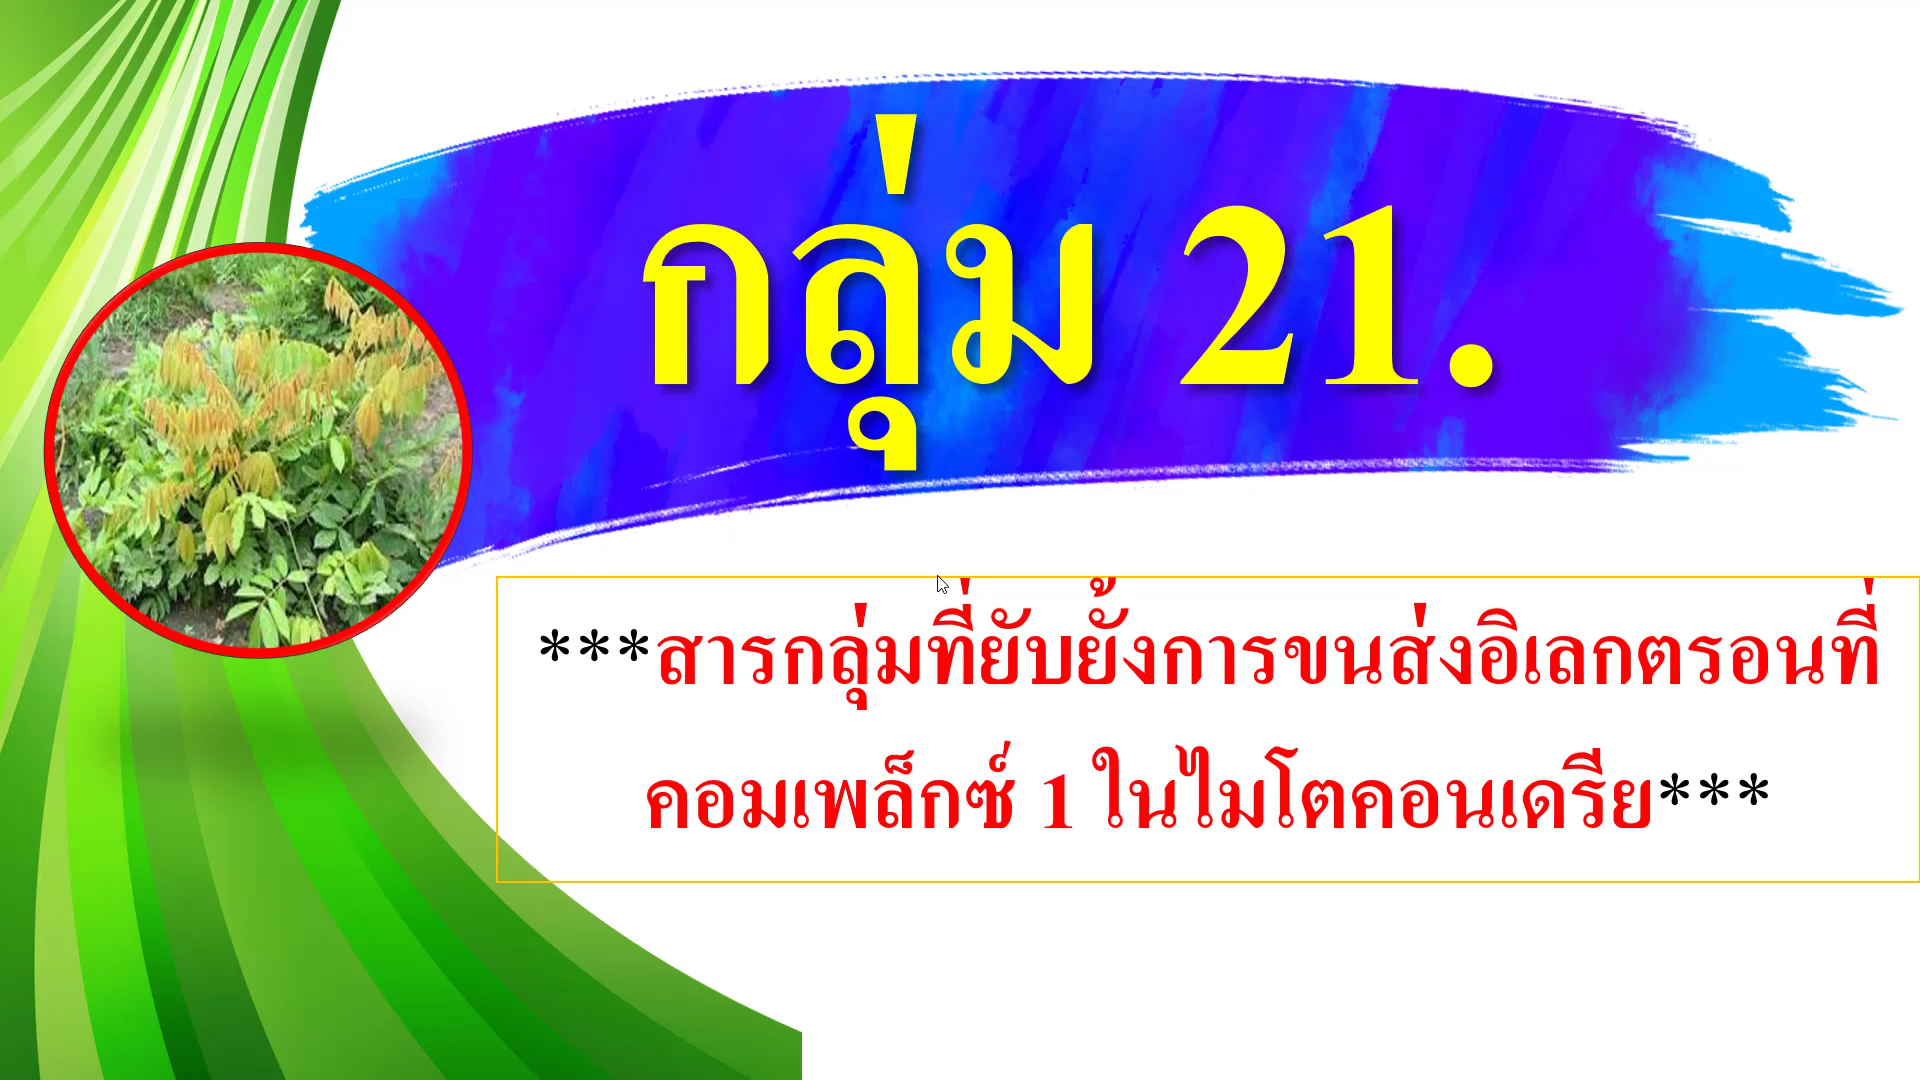 กลุ่ม 21.
***สารกลุ่มที่ยับยั้งการขนส่งอิเลกตรอนที่
คอมเพล็กซ์ 1 ในไมโตคอนเดรีย***